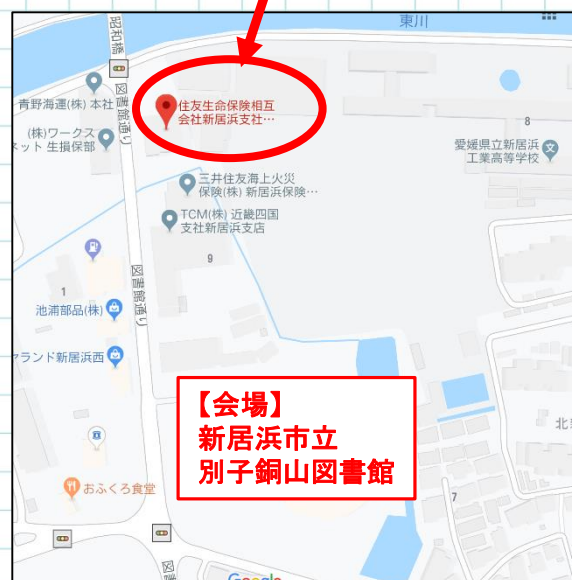 東川
昭和橋
図書館通り
青野海運(株) 本社
住友生命保険相互
会社新居浜支社…
(株)ワークス
ネット 生損保部
8
愛媛県立新居浜
工業高等学校
三井住友海上火災
保険(株) 新居浜保険…
TCM(株) 近畿四国
支社新居浜支店
9
図書館通り
1
池浦部品(株)
アランド新居浜西
【会場】
新居浜市立
別子銅山図書館
おふくろ食堂
7
Google